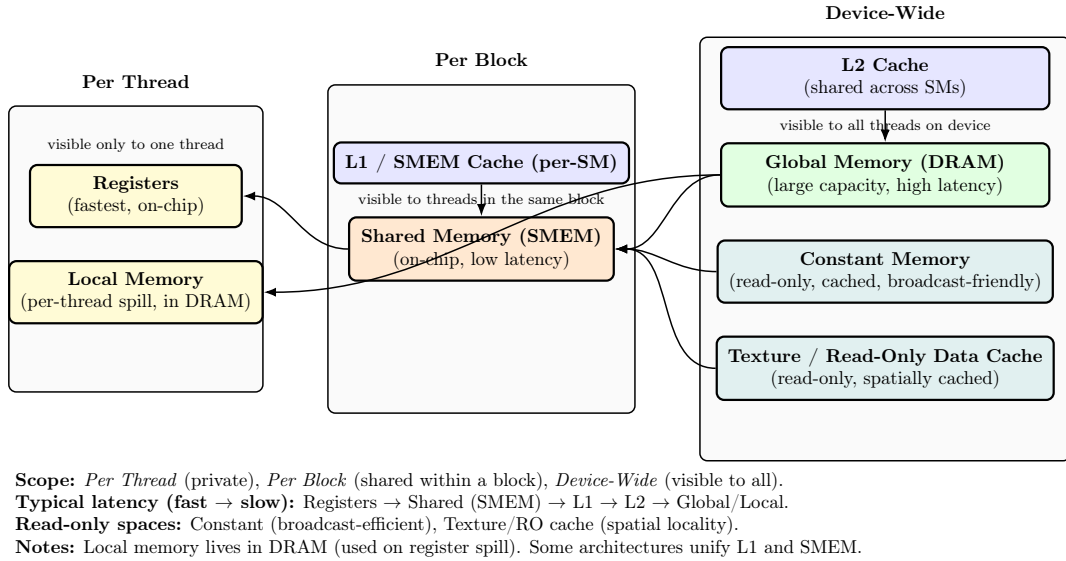 Per Thread
visible only to one thread
Registers
(fastest, on-chip)
Local Memory
(per-thread spill, in DRAM)
Per Block
L1 / SMEM Cache (per-SM)
visible to threads in the same block
Shared Memory (SMEM)
(on-chip, low latency)
Device-Wide
L2 Cache
(shared across SMs)
visible to all threads on device
Global Memory (DRAM)
(large capacity, high latency)
Constant Memory
(read-only, cached, broadcast-friendly)
Texture / Read-Only Data Cache
(read-only, spatially cached)
Scope: Per Thread (private), Per Block (shared within a block), Device-Wide (visible to all).
Typical latency (fast → slow): Registers → Shared (SMEM) → L1 → L2 → Global/Local.
Read-only spaces: Constant (broadcast-efficient), Texture/RO cache (spatial locality).
Notes: Local memory lives in DRAM (used on register spill). Some architectures unify L1 and SMEM.